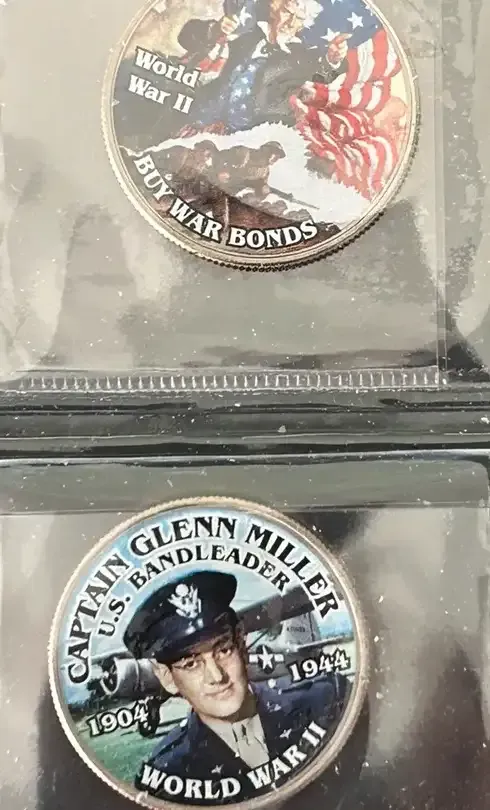 World
War II
BUY WAR BONDS
CAPTAIN GLENN MILLER
U.S. BANDLEADER
1904
1944
WORLD WAR II